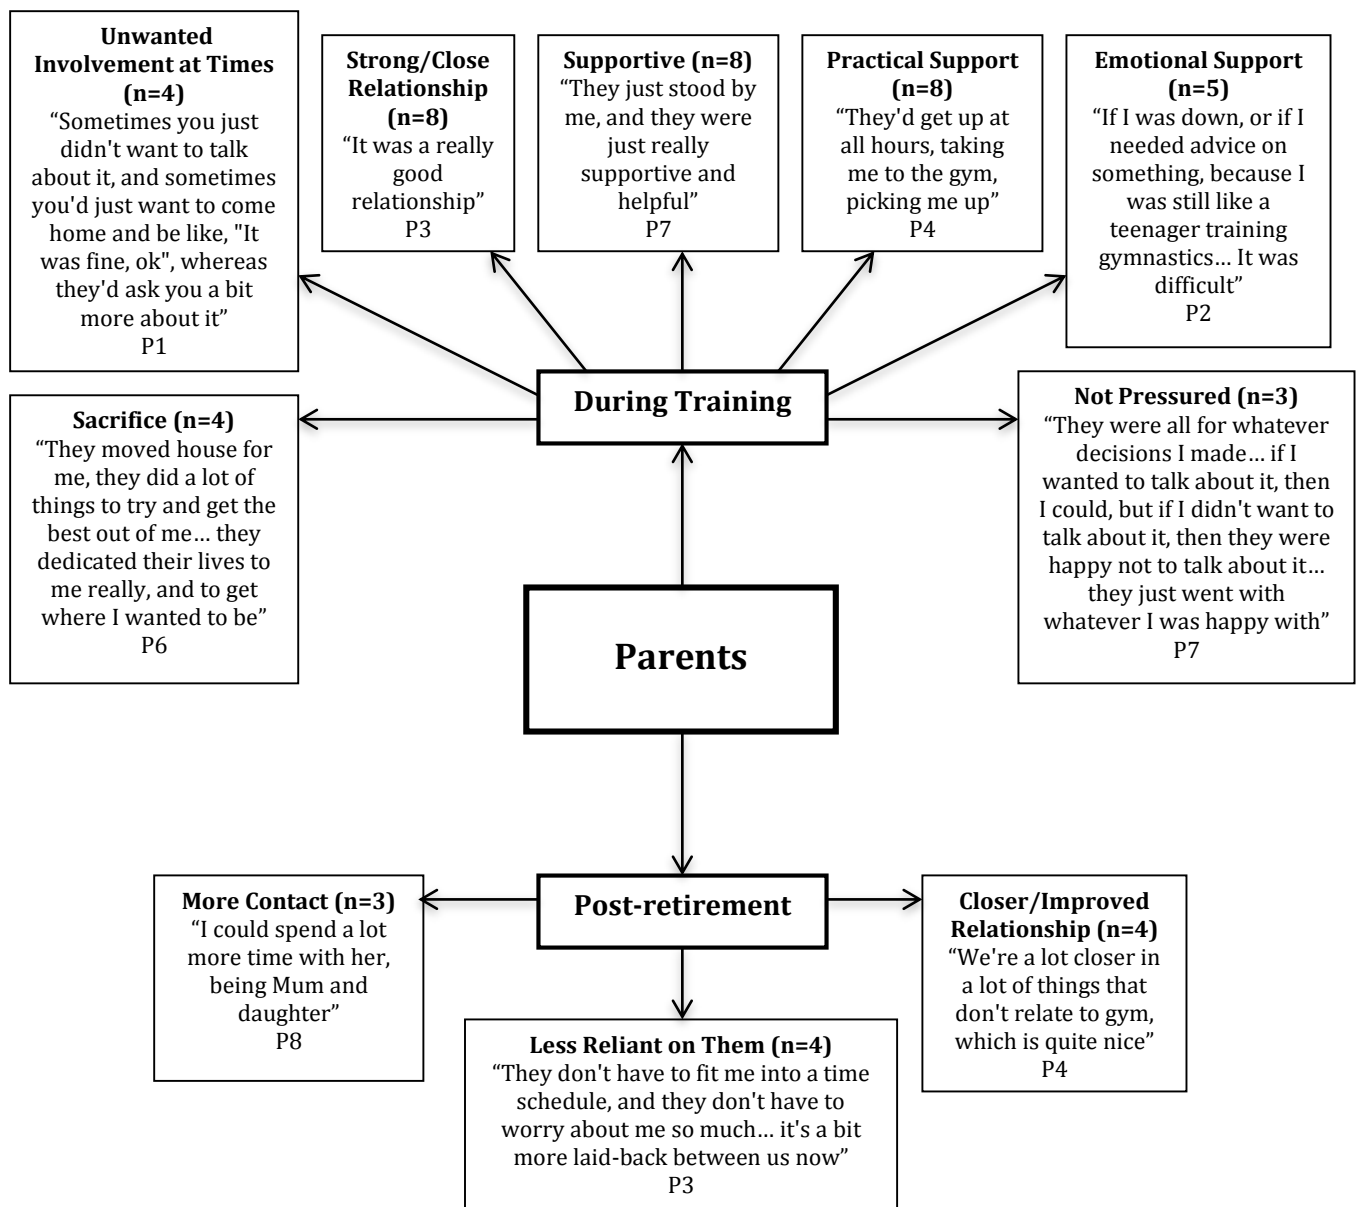 Unwanted
Involvement at Times
(n=4)
“Sometimes you just
didn't want to talk
about it, and sometimes
you'd just want to come
home and be like, "It
was fine, ok", whereas
they'd ask you a bit
more about it”
P1
Strong/Close
Relationship
(n=8)
“It was a really
good
relationship”
P3
Supportive (n=8)
“They just stood by
me, and they were
just really
supportive and
helpful”
P7
Practical Support
(n=8)
“They'd get up at
all hours, taking
me to the gym,
picking me up”
P4
Emotional Support
(n=5)
“If I was down, or if I
needed advice on
something, because I
was still like a
teenager training
gymnastics… It was
difficult”
P2
During Training
Sacrifice (n=4)
“They moved house for
me, they did a lot of
things to try and get the
best out of me… they
dedicated their lives to
me really, and to get
where I wanted to be”
P6
Not Pressured (n=3)
“They were all for whatever
decisions I made… if I
wanted to talk about it, then
I could, but if I didn't want to
talk about it, then they were
happy not to talk about it…
they just went with
whatever I was happy with”
P7
Parents
Post-retirement
More Contact (n=3)
“I could spend a lot
more time with her,
being Mum and
daughter”
P8
Less Reliant on Them (n=4)
“They don't have to fit me into a time
schedule, and they don't have to
worry about me so much… it's a bit
more laid-back between us now”
P3
Closer/Improved
Relationship (n=4)
“We're a lot closer in
a lot of things that
don't relate to gym,
which is quite nice”
P4